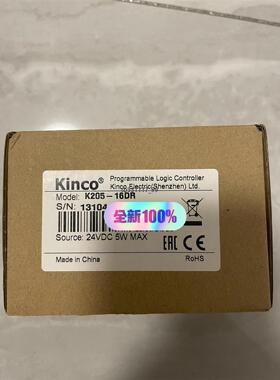 Kinco® Programmable Logic Controller
Kinco Electric(Shenzhen) Ltd.
Model: K205-16DR
S/N: 13104
全新100%
Source: 24VDC 5W MAX
EAC CE
Made in China
RoHS